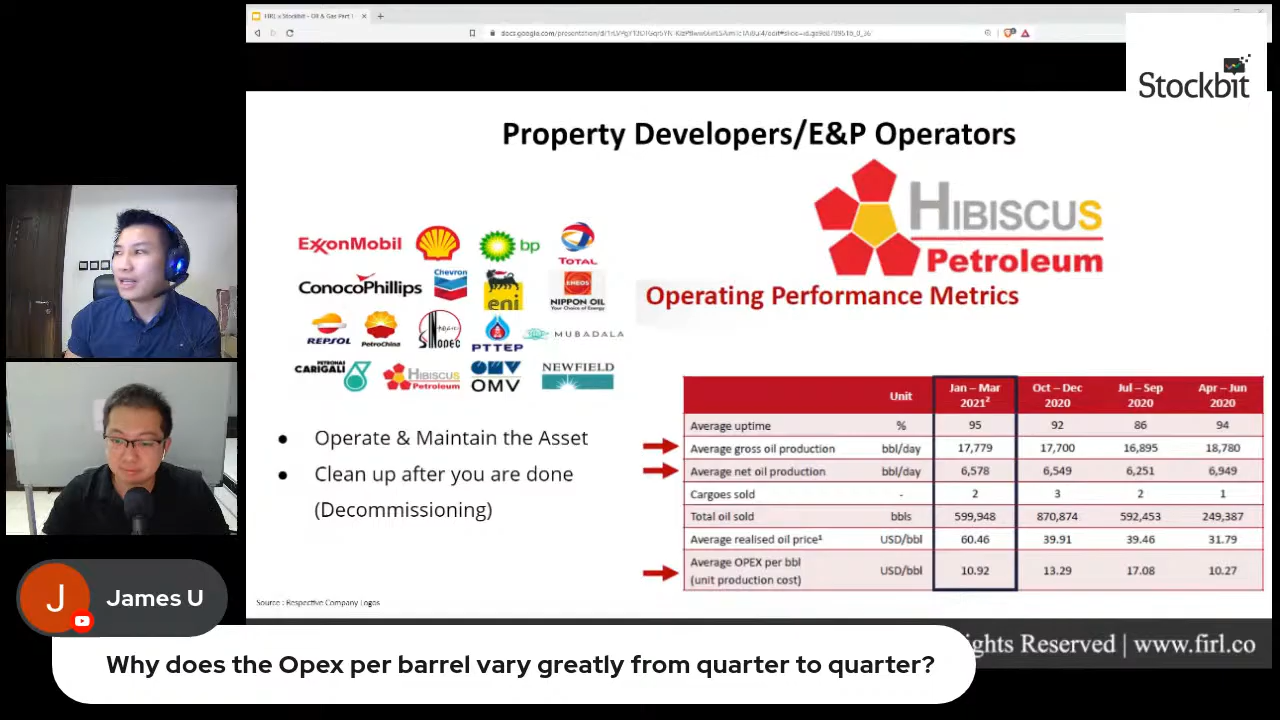 FIRL x Stockbit - Oil & Gas Part 1
Stockbit
Property Developers/E&P Operators
HIBISCUS
Petroleum
ExxonMobil
bp
TOTAL
ConocoPhillips
Chevron
eni
ENEOS
NIPPON OIL
Your Choice of Energy
REPSOL
PetroChina
SINOPEC
PTTEP
MUBADALA
PETRONAS
CARIGALI
HIBISCUS
Petroleum
OMV
OMV
NEWFIELD
Operating Performance Metrics
● Operate & Maintain the Asset
● Clean up after you are done
(Decommissioning)
Unit Jan – Mar 2021² Oct – Dec 2020 Jul – Sep 2020 Apr – Jun 2020
Average uptime % 95 92 86 94
Average gross oil production bbl/day 17,779 17,700 16,895 18,780
Average net oil production bbl/day 6,578 6,549 6,251 6,949
Cargoes sold - 2 3 2 1
Total oil sold bbls 599,948 870,874 592,453 249,387
Average realised oil price¹ USD/bbl 60.46 39.91 39.46 31.79
Average OPEX per bbl
(unit production cost) USD/bbl 10.92 13.29 17.08 10.27
Source : Respective Company Logos
ghts Reserved | www.firl.co
J
James U
Why does the Opex per barrel vary greatly from quarter to quarter?